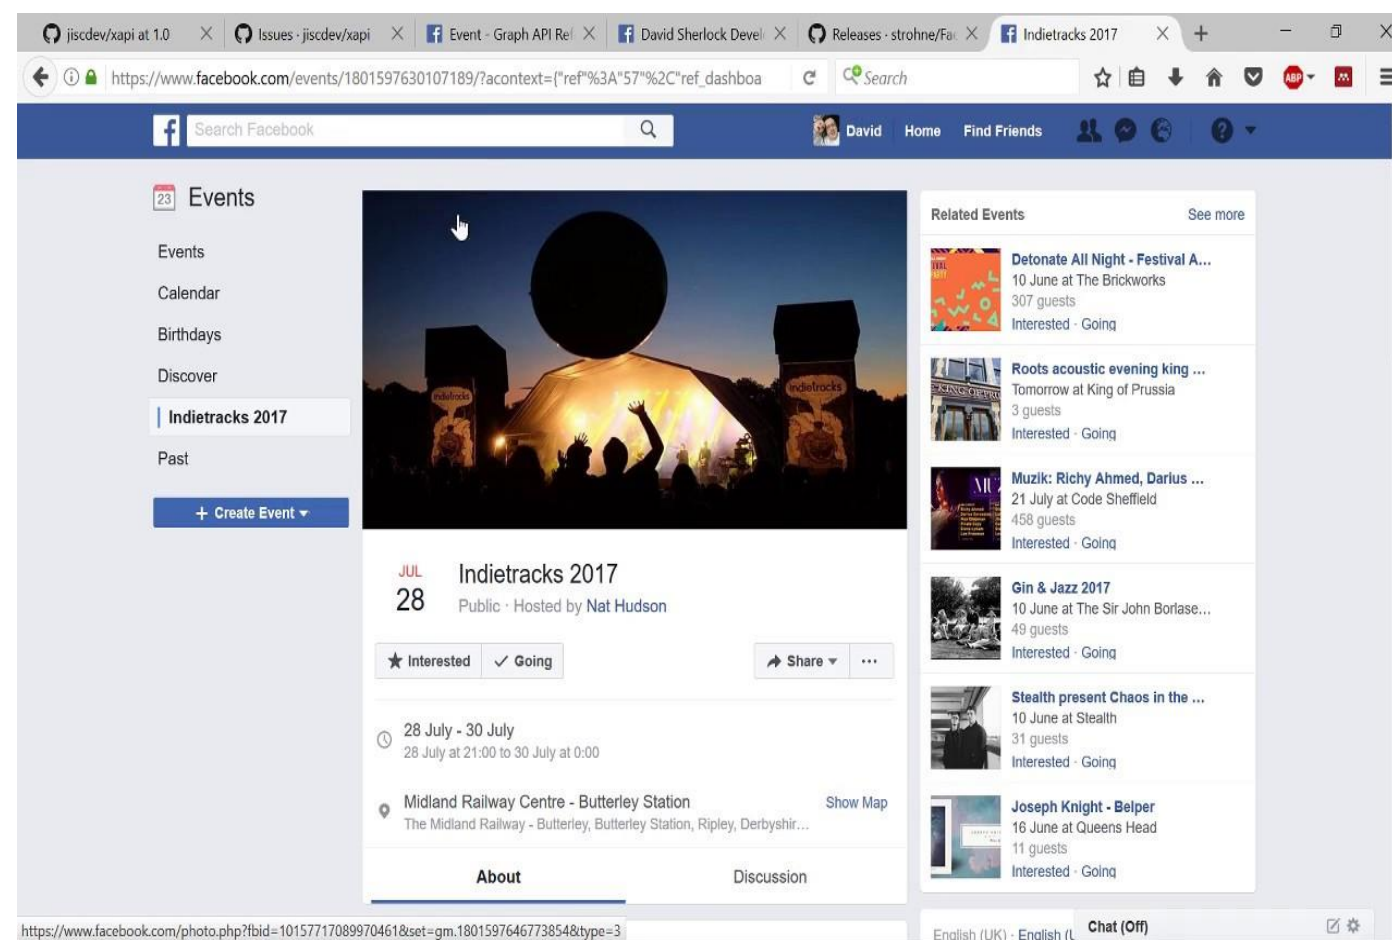 jiscdev/xapi at 1.0
Issues · jiscdev/xapi
Event - Graph API Ref
David Sherlock Devel
Releases · strohne/Fac
Indietracks 2017
https://www.facebook.com/events/1801597630107189/?acontext={"ref"%3A"57"%2C"ref_dashboa
Search
ABP
f
Search Facebook
David
Home
Find Friends
23
Events
Events
Calendar
Birthdays
Discover
Indietracks 2017
Past
+ Create Event
indietracks
indietracks
JUL
28
Indietracks 2017
Public · Hosted by Nat Hudson
Interested
Going
Share
...
28 July - 30 July
28 July at 21:00 to 30 July at 0:00
Midland Railway Centre - Butterley Station
Show Map
The Midland Railway - Butterley, Butterley Station, Ripley, Derbyshir...
About
Discussion
Related Events
See more
Detonate All Night - Festival A...
10 June at The Brickworks
307 guests
Interested · Going
Roots acoustic evening king ...
Tomorrow at King of Prussia
3 guests
Interested · Going
Muzik: Richy Ahmed, Darius ...
21 July at Code Sheffield
458 guests
Interested · Going
Gin & Jazz 2017
10 June at The Sir John Borlase...
49 guests
Interested · Going
Stealth present Chaos in the ...
10 June at Stealth
31 guests
Interested · Going
Joseph Knight - Belper
16 June at Queens Head
11 guests
Interested · Going
https://www.facebook.com/photo.php?fbid=10157717089970461&set=gm.1801597646773854&type=3
English (UK) · English (U
Chat (Off)